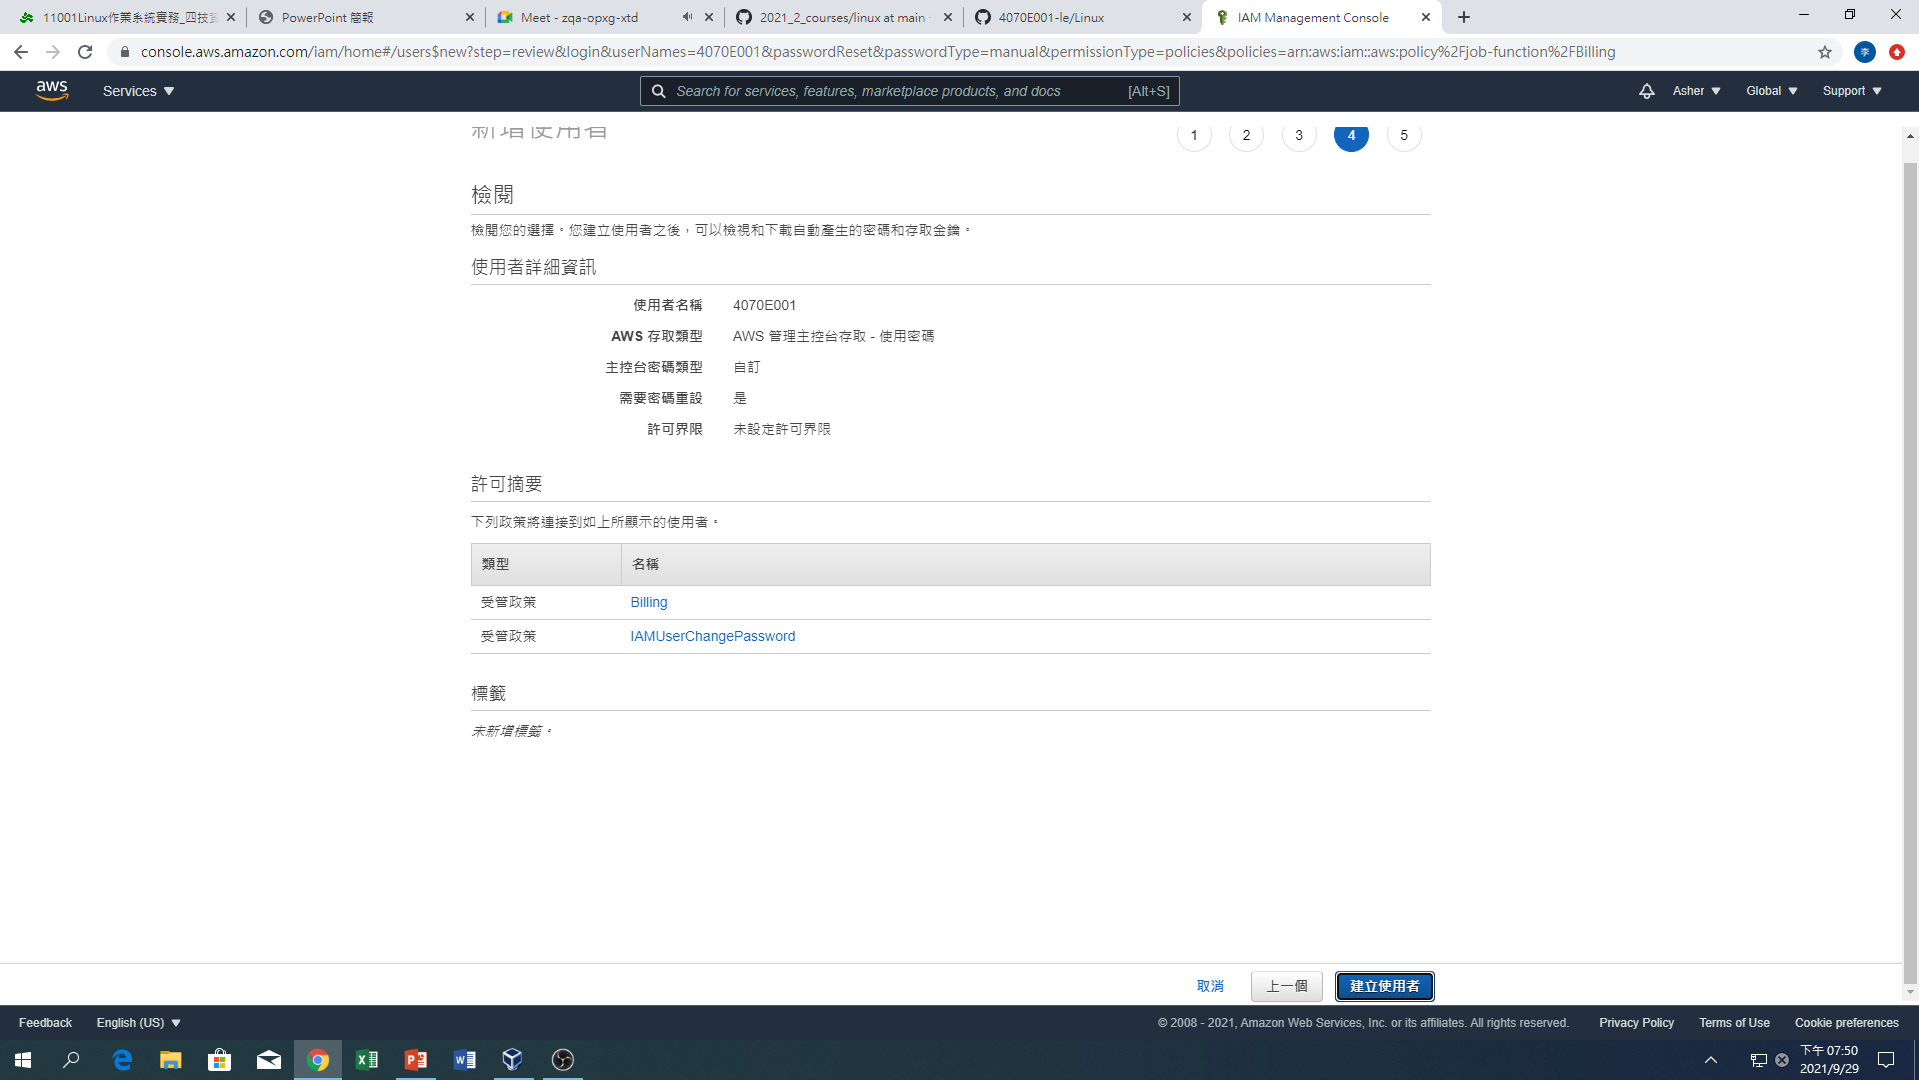 11001Linux作業系統實務_四技資
PowerPoint 簡報
Meet - zqa-opxg-xtd
2021_2_courses/linux at main
4070E001-le/Linux
IAM Management Console
console.aws.amazon.com/iam/home#/users$new?step=review&login&userNames=4070E001&passwordReset&passwordType=manual&permissionType=policies&policies=arn:aws:iam::aws:policy%2Fjob-function%2FBilling
李
aws
Services
Search for services, features, marketplace products, and docs
[Alt+S]
Asher
Global
Support
新增使用者
1 2 3 4 5
檢閱
檢閱您的選擇。您建立使用者之後，可以檢視和下載自動產生的密碼和存取金鑰。
使用者詳細資訊
使用者名稱 4070E001
AWS 存取類型 AWS 管理主控台存取 - 使用密碼
主控台密碼類型 自訂
需要密碼重設 是
許可界限 未設定許可界限
許可摘要
下列政策將連接到如上所顯示的使用者。
類型 名稱
受管政策 Billing
受管政策 IAMUserChangePassword
標籤
未新增標籤。
取消 上一個 建立使用者
Feedback English (US) © 2008 - 2021, Amazon Web Services, Inc. or its affiliates. All rights reserved. Privacy Policy Terms of Use Cookie preferences
下午 07:50
2021/9/29